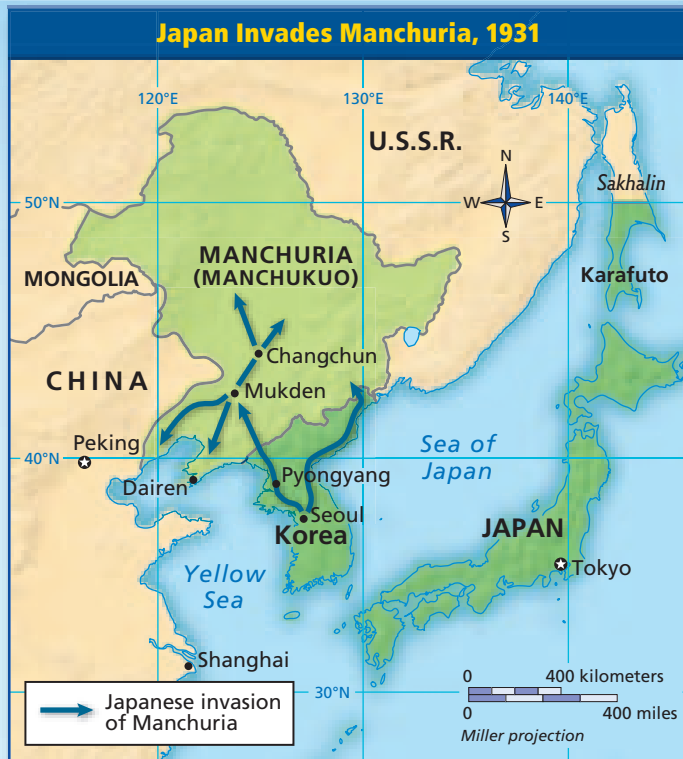 Japan Invades Manchuria, 1931
120°E
130°E
140°E
U.S.S.R.
N
W
E
S
Sakhalin
50°N
MANCHURIA
(MANCHUKUO)
MONGOLIA
Karafuto
Changchun
CHINA
Mukden
Peking
40°N
Sea of
Japan
Dairen
Pyongyang
Seoul
Korea
JAPAN
Tokyo
Yellow
Sea
Shanghai
30°N
Japanese invasion
of Manchuria
0 400 kilometers
0 400 miles
Miller projection